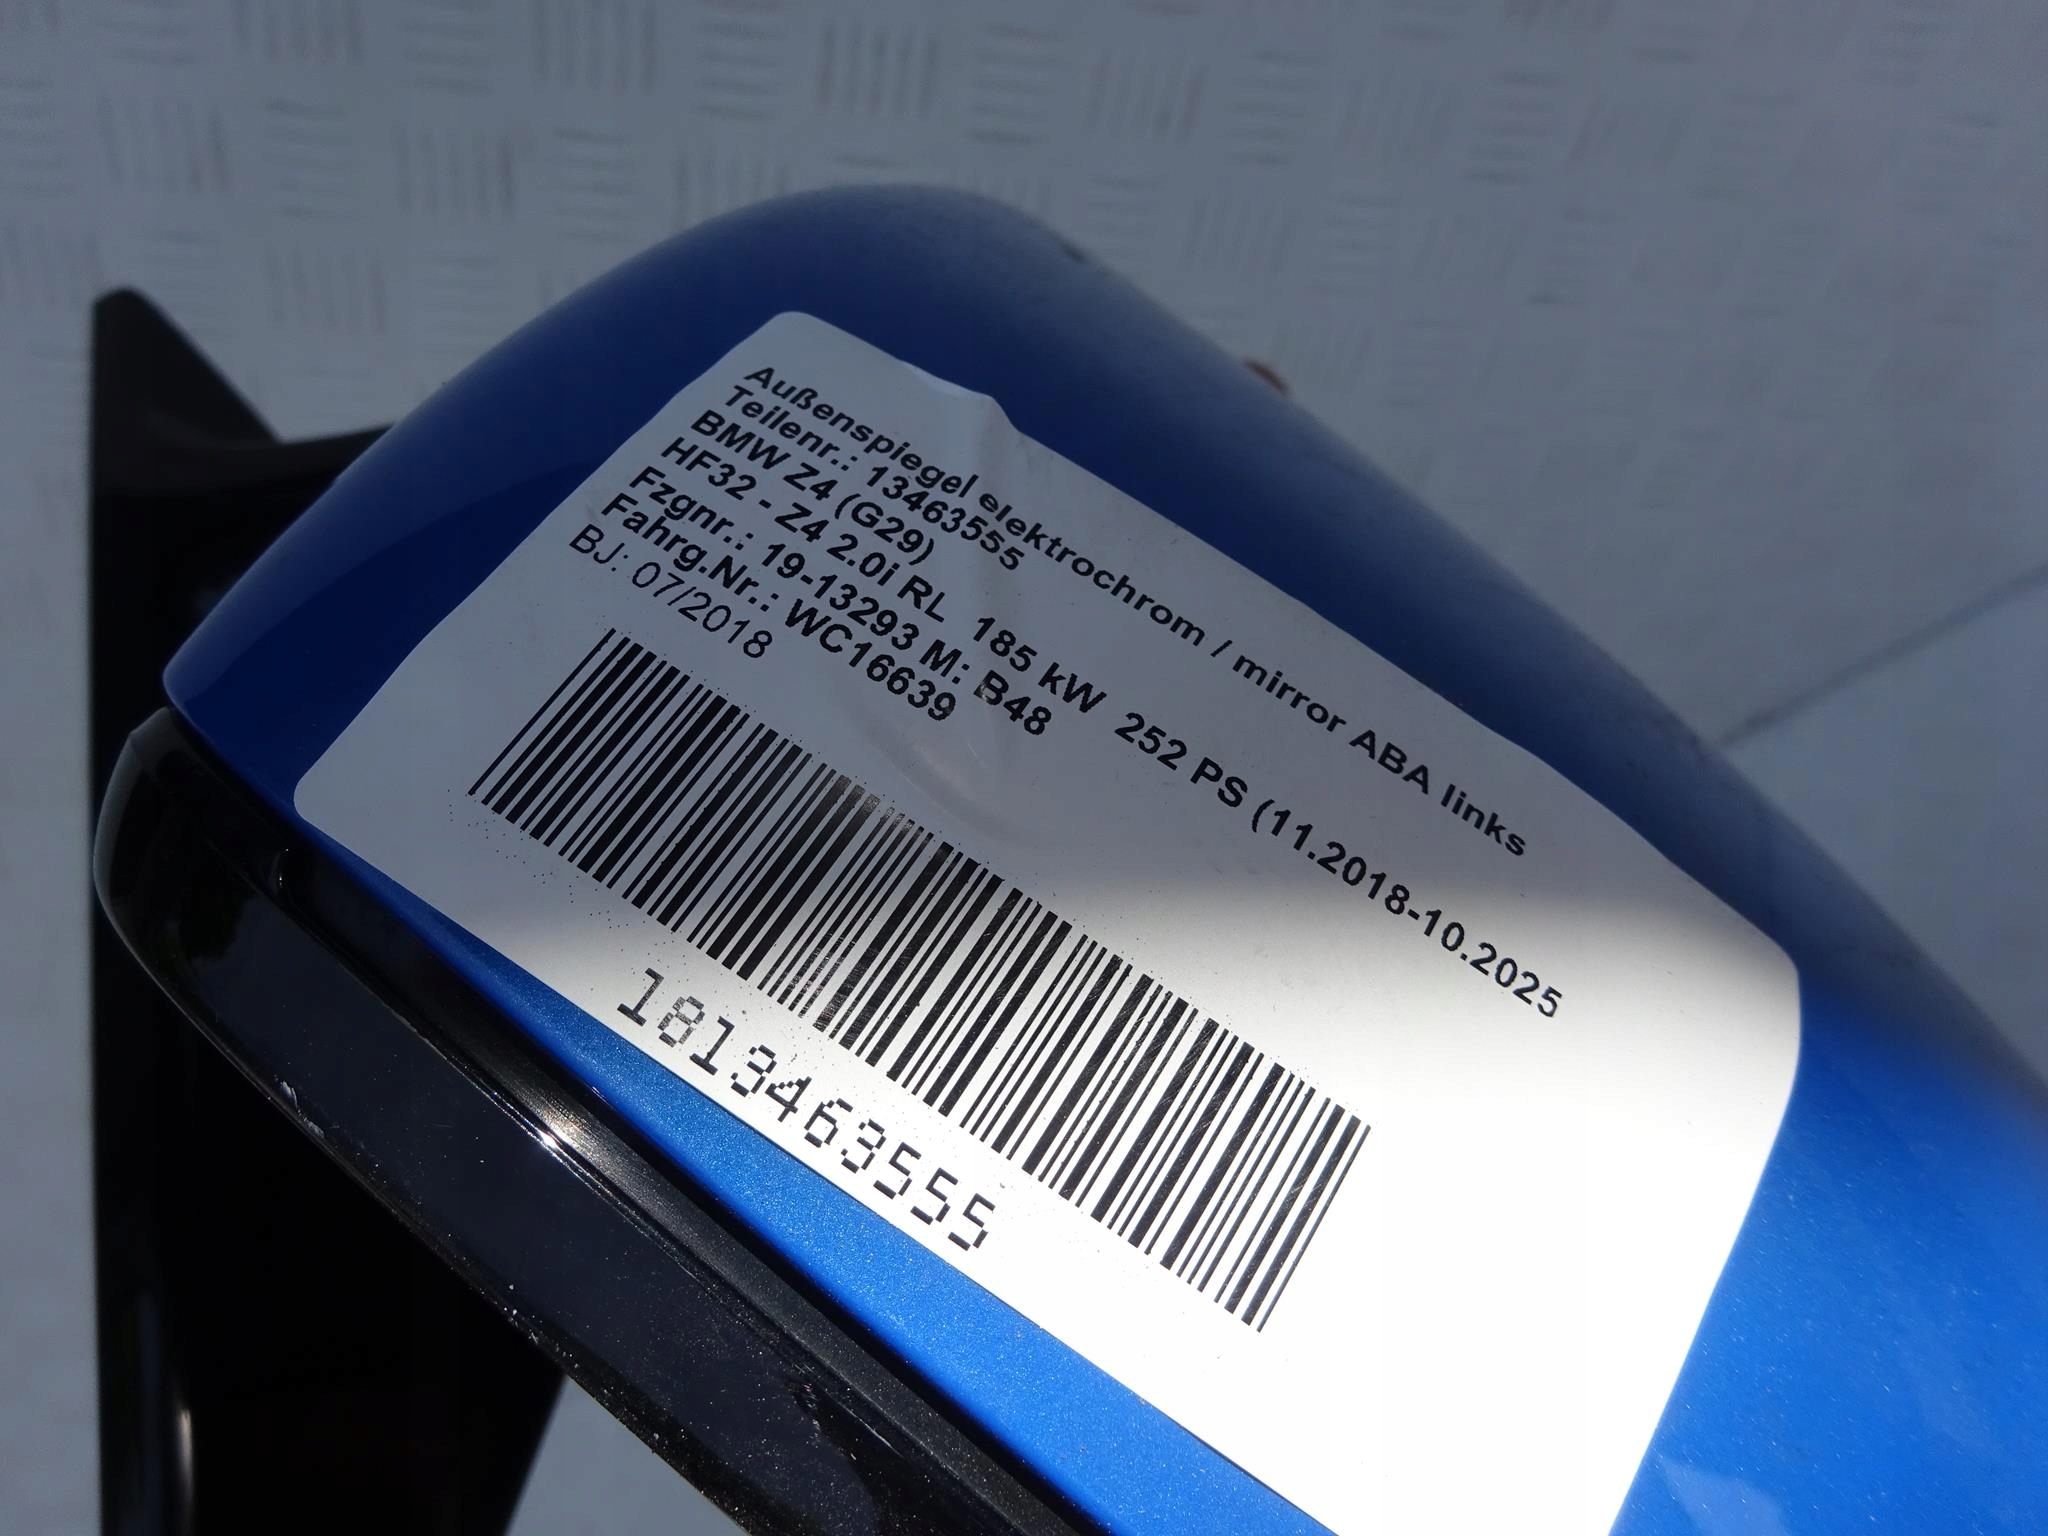 Außenspiegel elektrochrom / mirror ABA links
Teilenr.: 13463555
BMW Z4 (G29)
HF32 - Z4 2.0i RL 185 kW 252 PS (11.2018-10.2025
Fzgnr.: 19-13293 M: B48
Fahrg.Nr.: WC16639
BJ: 07/2018
1813463555